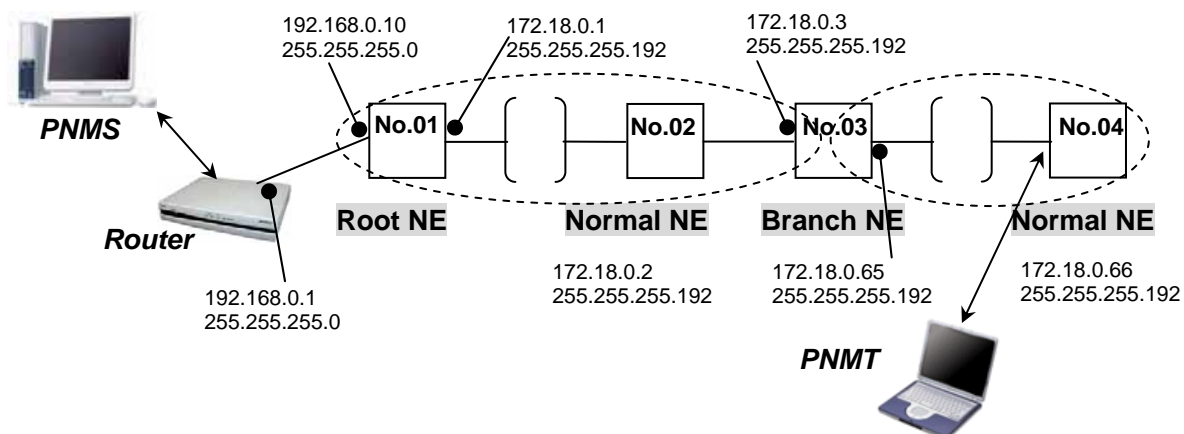 192.168.0.10
255.255.255.0
172.18.0.1
255.255.255.192
172.18.0.3
255.255.255.192
PNMS
No.01
No.02
No.03
No.04
Router
Root NE
Normal NE
Branch NE
Normal NE
192.168.0.1
255.255.255.0
172.18.0.2
255.255.255.192
172.18.0.65
255.255.255.192
172.18.0.66
255.255.255.192
PNMT